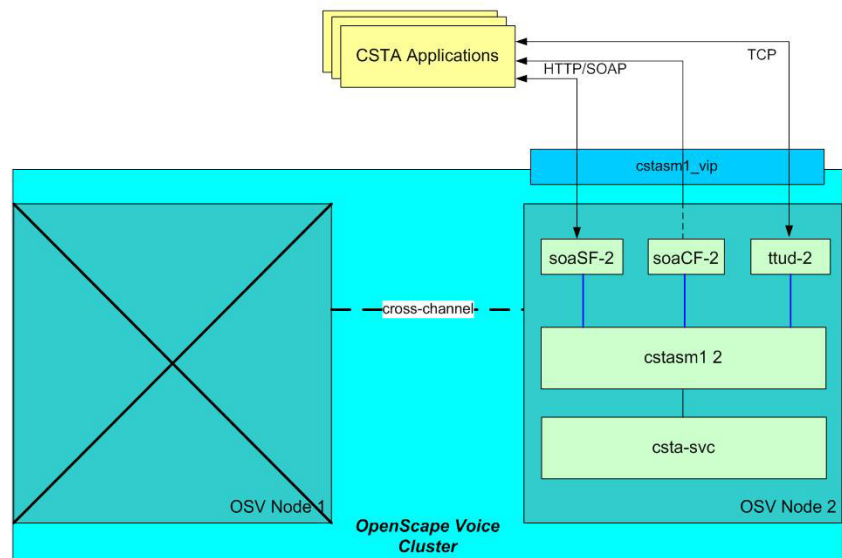 CSTA Applications
TCP
HTTP/SOAP
cstasm1_vip
soaSF-2
soaCF-2
ttud-2
cross-channel
cstasm1 2
csta-svc
OSV Node 1
OSV Node 2
OpenScape Voice
Cluster